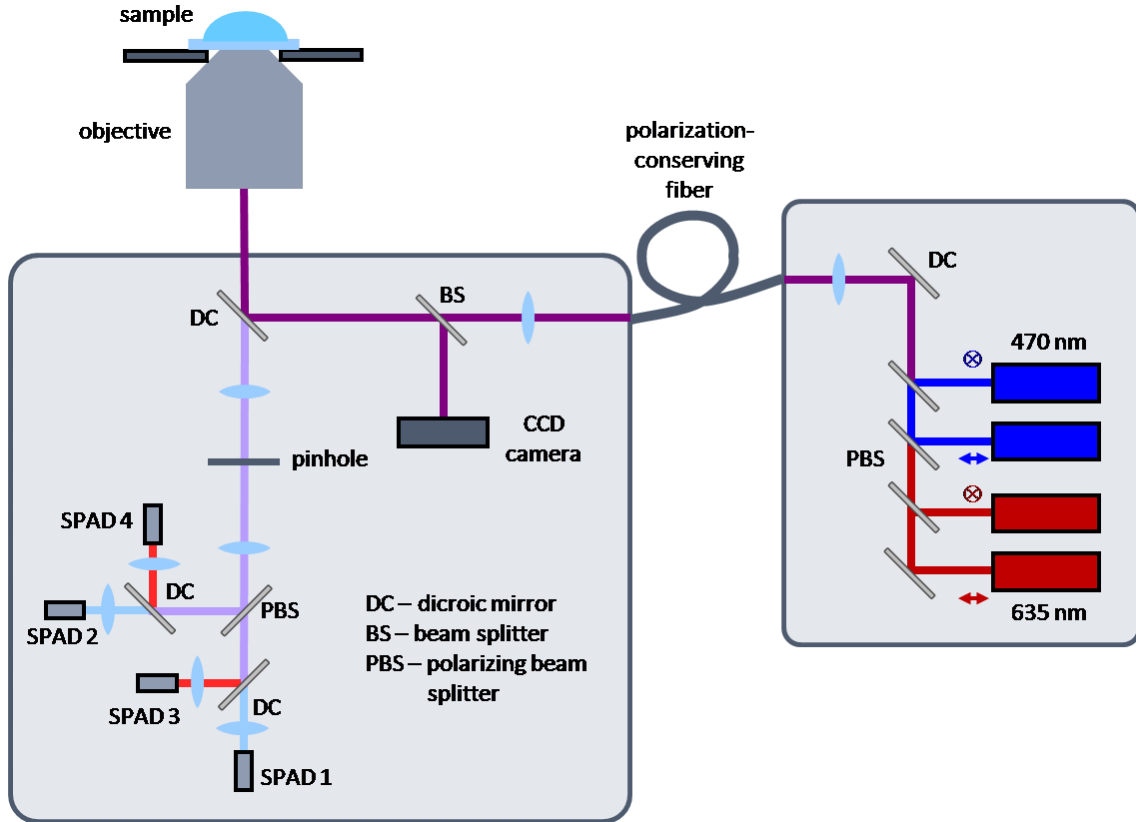 sample
objective
polarization-
conserving
fiber
DC
BS
DC
470 nm
CCD
camera
pinhole
PBS
SPAD 4
DC
PBS
SPAD 2
635 nm
DC – dicroic mirror
BS – beam splitter
PBS – polarizing beam
splitter
SPAD 3
DC
SPAD 1